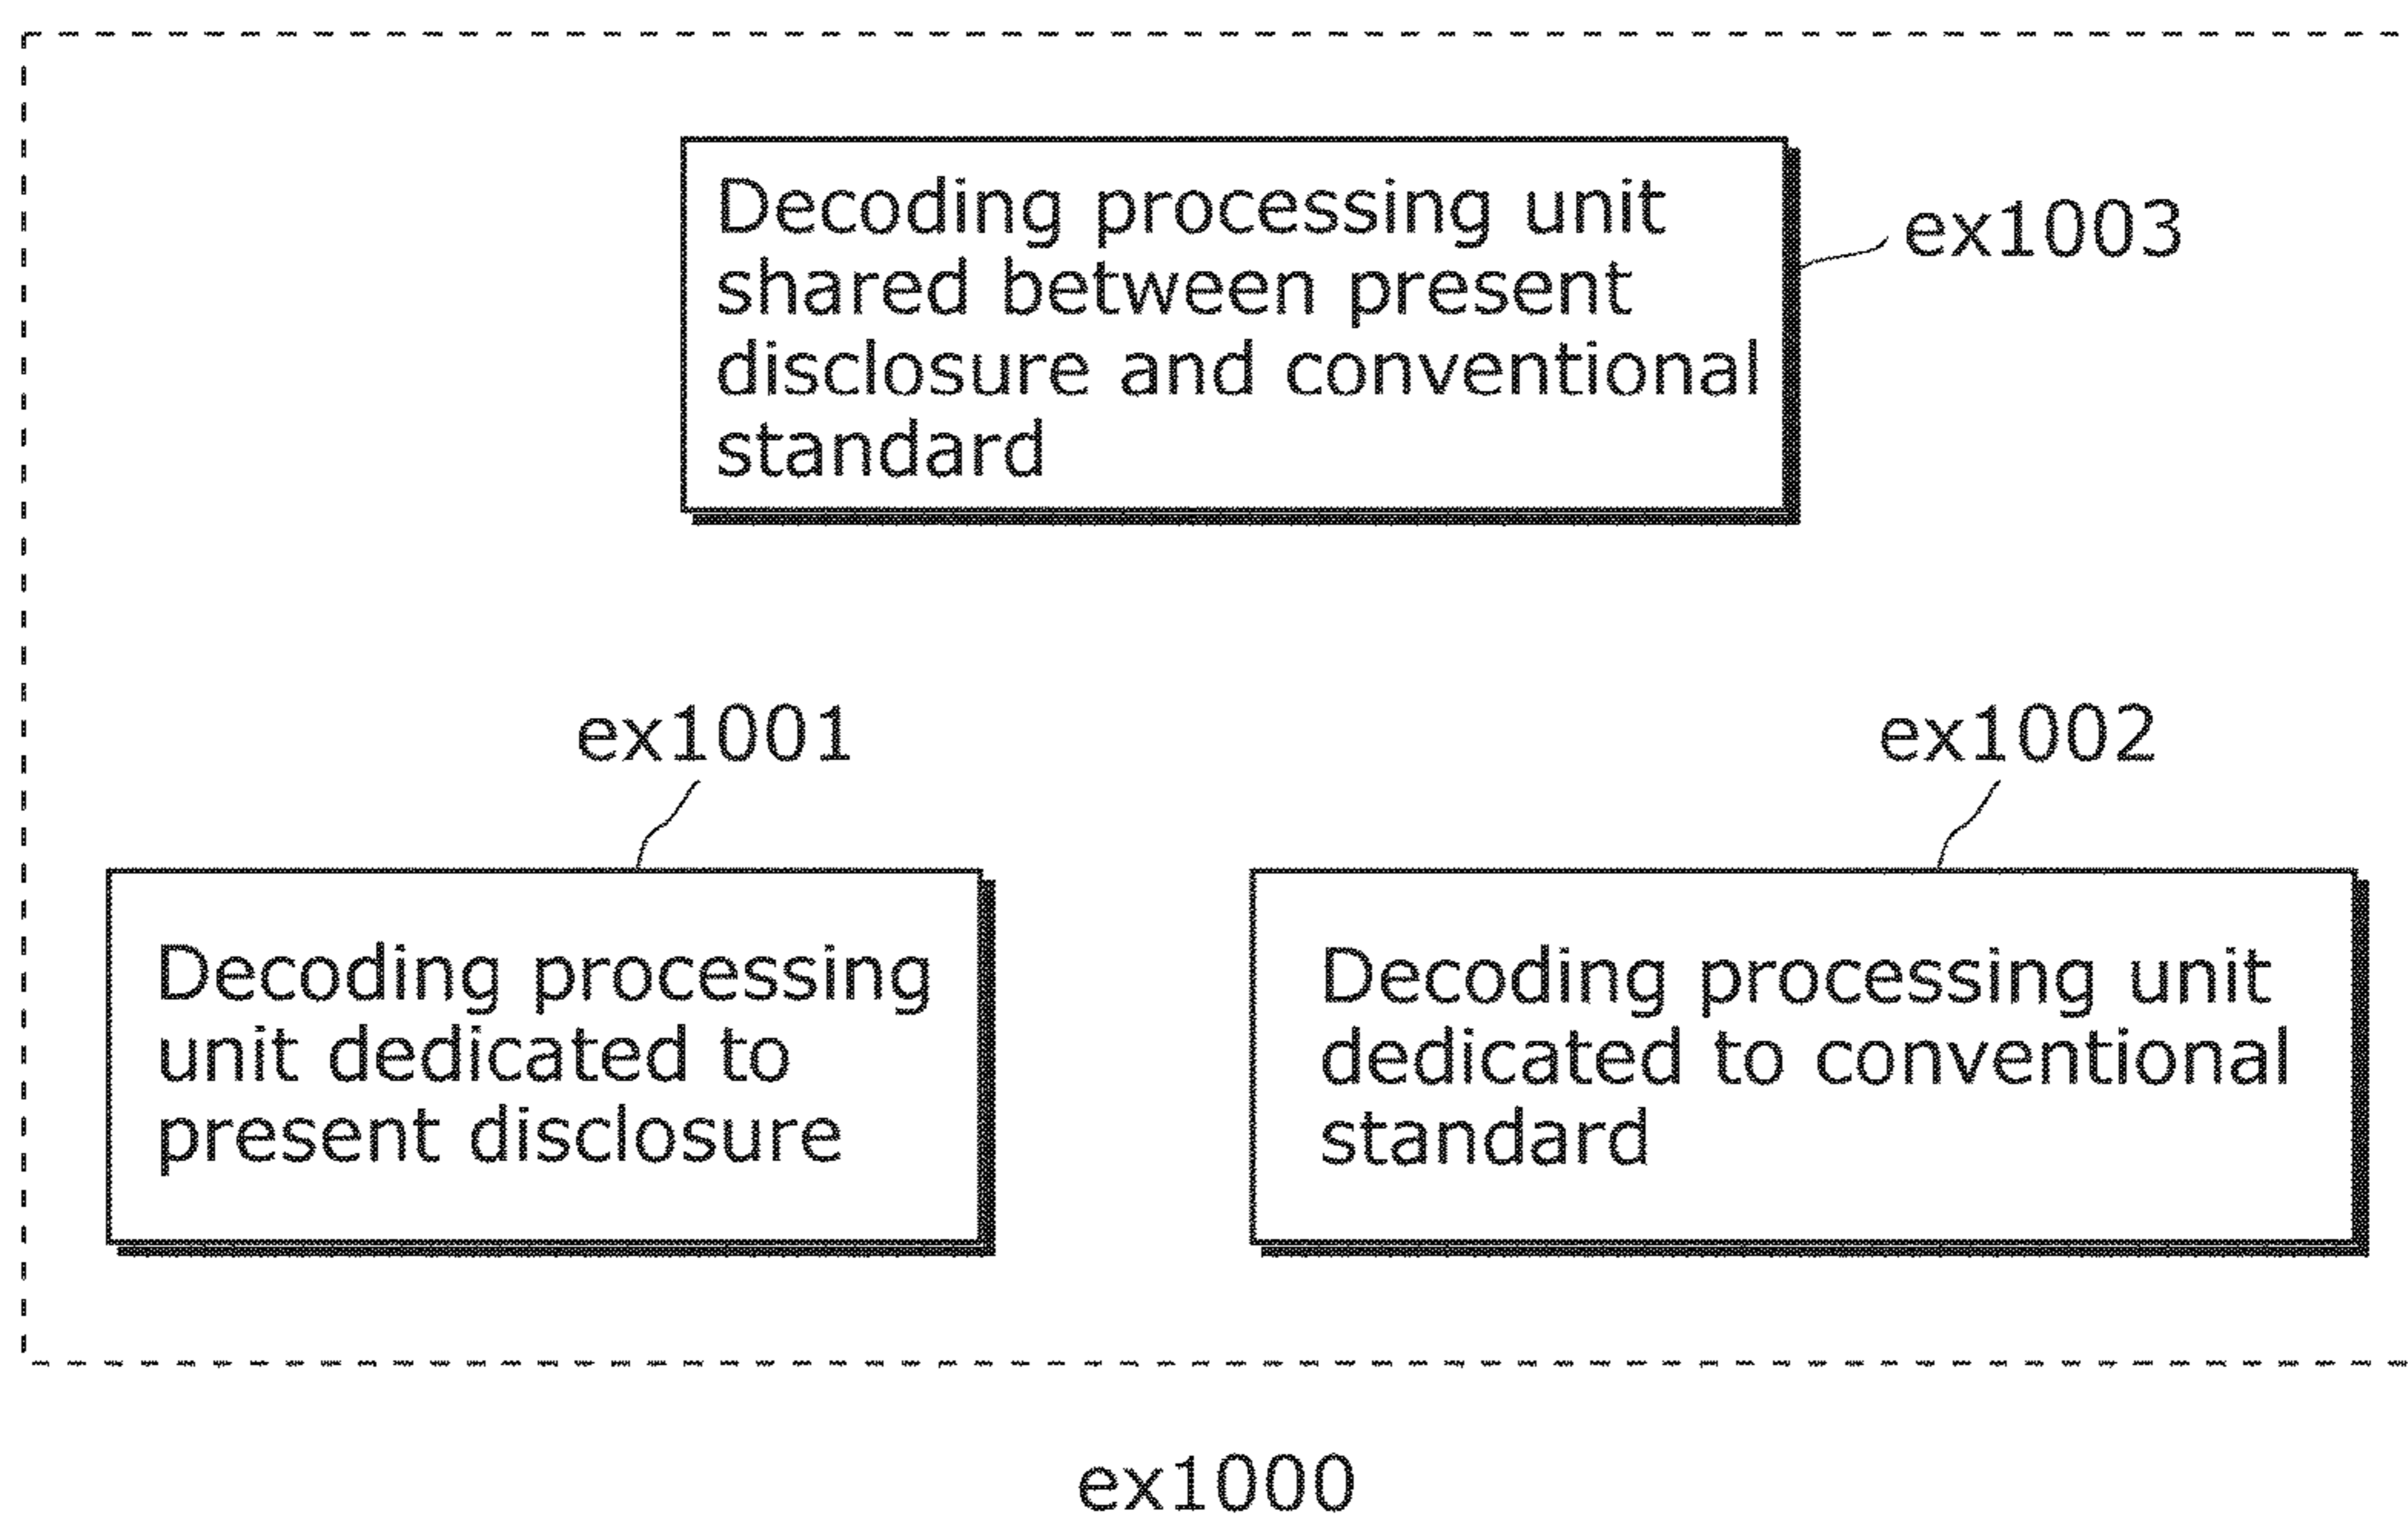 Decoding processing unit
shared between present
disclosure and conventional
standard
ex1003
ex1001
ex1002
Decoding processing
unit dedicated to
present disclosure
Decoding processing unit
dedicated to conventional
standard
ex1000